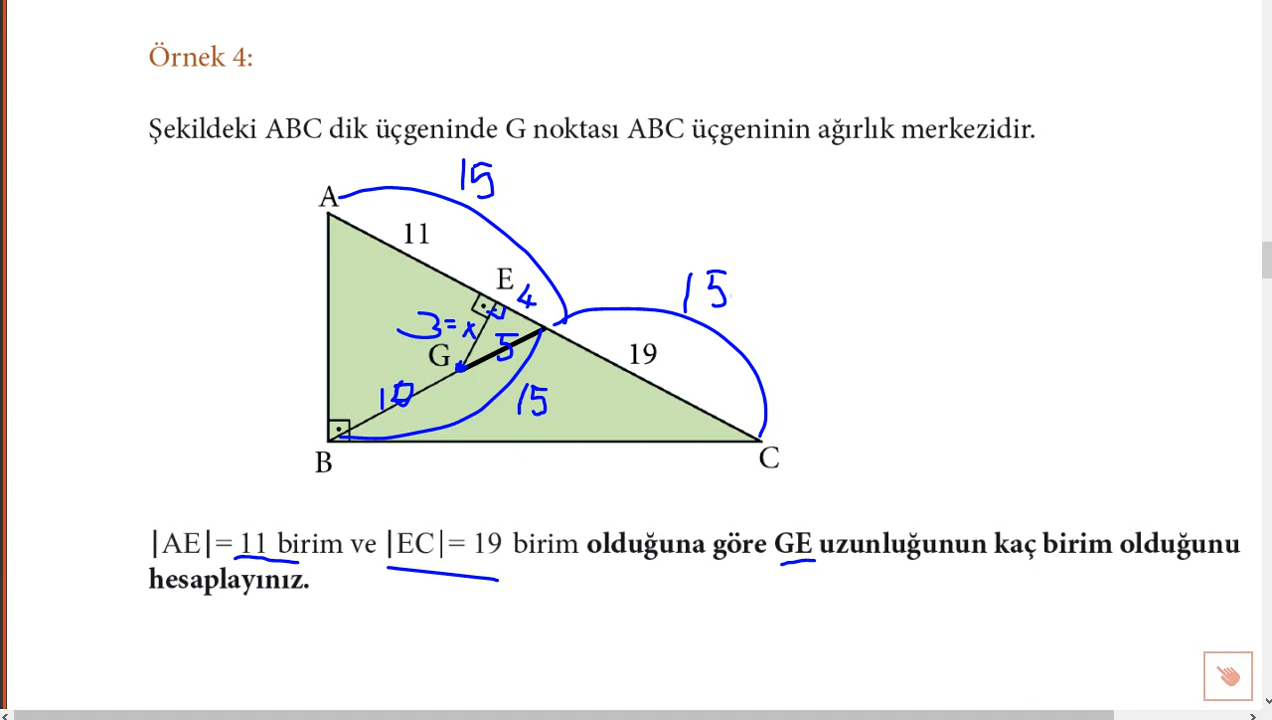 Örnek 4:
Şekildeki ABC dik üçgeninde G noktası ABC üçgeninin ağırlık merkezidir.
15
A
11
E
4
15
3=x
5
G
19
10
15
B
C
|AE|= 11 birim ve |EC|= 19 birim olduğuna göre GE uzunluğunun kaç birim olduğunu
hesaplayınız.